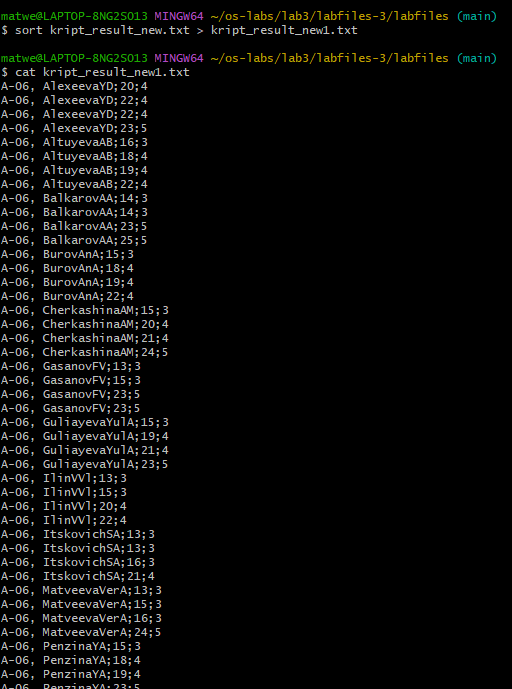 matwe@LAPTOP-8NG2SO13 MINGW64 ~/os-labs/lab3/labfiles-3/labfiles (main)
$ sort kript_result_new.txt > kript_result_new1.txt
matwe@LAPTOP-8NG2SO13 MINGW64 ~/os-labs/lab3/labfiles-3/labfiles (main)
$ cat kript_result_new1.txt
A-06, AlexeevaYD;20;4
A-06, AlexeevaYD;22;4
A-06, AlexeevaYD;22;4
A-06, AlexeevaYD;23;5
A-06, AltuyevaAB;16;3
A-06, AltuyevaAB;18;4
A-06, AltuyevaAB;19;4
A-06, AltuyevaAB;22;4
A-06, BalkarovAA;14;3
A-06, BalkarovAA;14;3
A-06, BalkarovAA;23;5
A-06, BalkarovAA;25;5
A-06, BurovAnA;15;3
A-06, BurovAnA;18;4
A-06, BurovAnA;19;4
A-06, BurovAnA;22;4
A-06, CherkashinaAM;15;3
A-06, CherkashinaAM;20;4
A-06, CherkashinaAM;21;4
A-06, CherkashinaAM;24;5
A-06, GasanovFV;13;3
A-06, GasanovFV;15;3
A-06, GasanovFV;23;5
A-06, GasanovFV;23;5
A-06, GuliayevaYulA;15;3
A-06, GuliayevaYulA;19;4
A-06, GuliayevaYulA;21;4
A-06, GuliayevaYulA;23;5
A-06, IlinVVl;13;3
A-06, IlinVVl;15;3
A-06, IlinVVl;20;4
A-06, IlinVVl;22;4
A-06, ItskovichSA;13;3
A-06, ItskovichSA;13;3
A-06, ItskovichSA;16;3
A-06, ItskovichSA;21;4
A-06, MatveevaVerA;13;3
A-06, MatveevaVerA;15;3
A-06, MatveevaVerA;16;3
A-06, MatveevaVerA;24;5
A-06, PenzinaYA;15;3
A-06, PenzinaYA;18;4
A-06, PenzinaYA;19;4
A-06, PenzinaYA;23;5